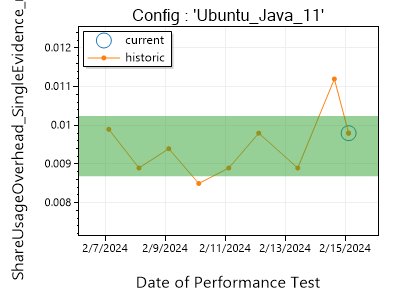 Config : 'Ubuntu_Java_11'
current
historic
0.012
0.011
0.01
0.009
0.008
2/7/2024
2/9/2024
2/11/2024
2/13/2024
2/15/2024
Date of Performance Test
ShareUsageOverhead_SingleEvidence_